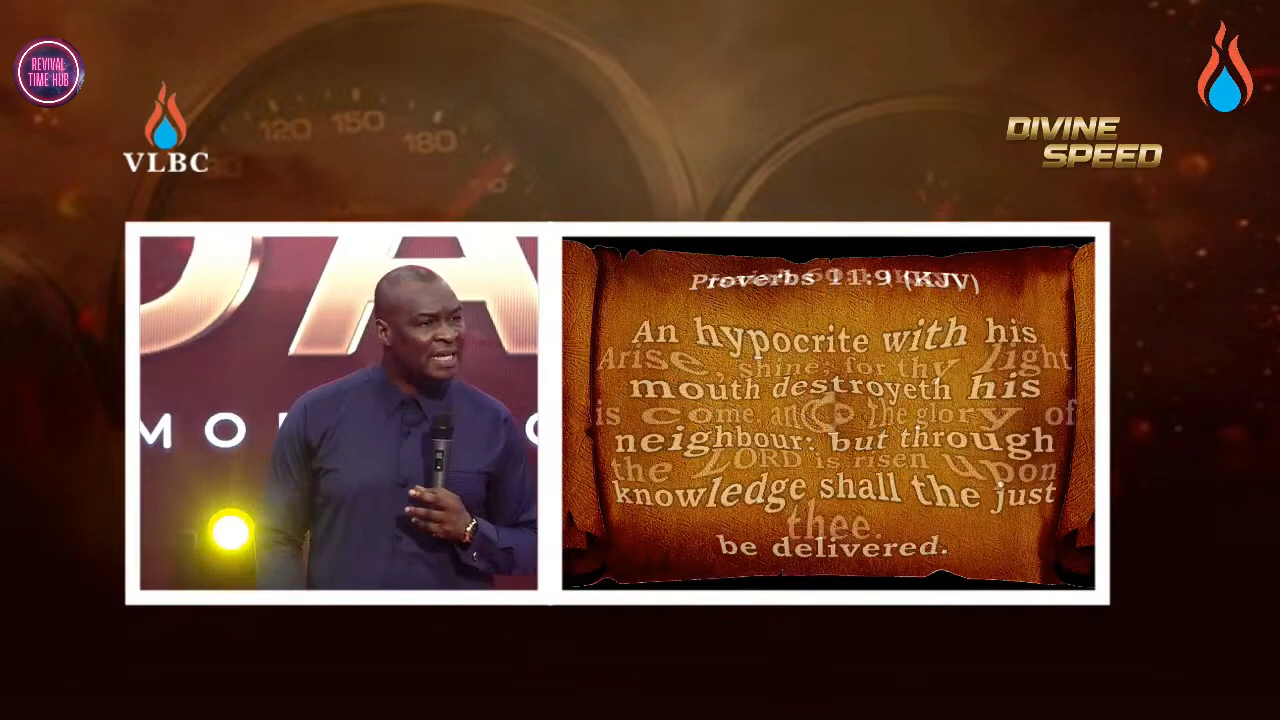 REVIVAL
TIME HUB
VLBC
120 150 180
DIVINE
SPEED
DA
MO
Proverbs 11:9 (KJV)
An hypocrite with his
mouth destroyeth his
neighbour: but through
knowledge shall the just
be delivered.
Arise, shine; for thy light
is come, and the glory of
the LORD is risen upon
thee.